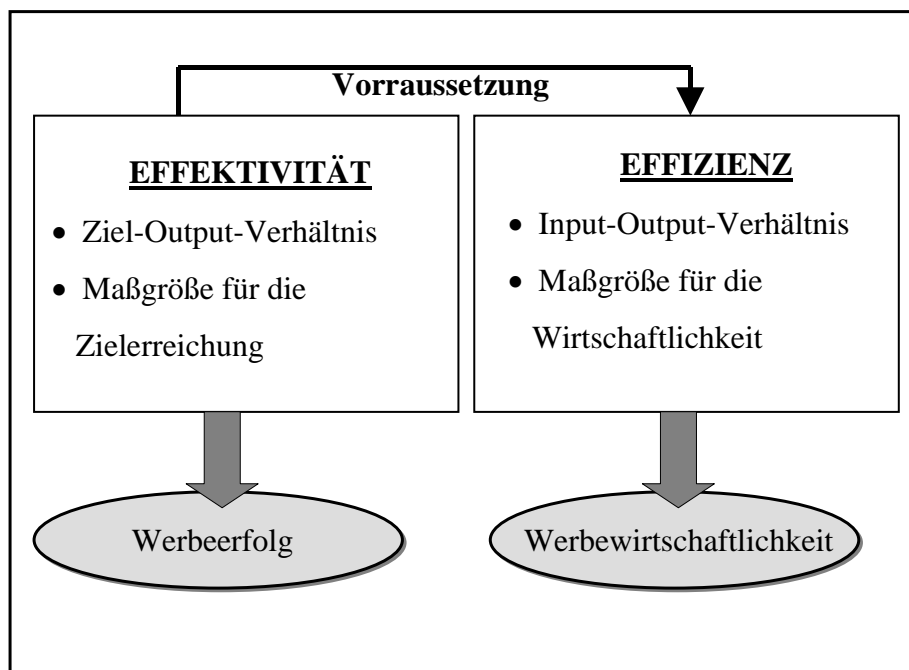 Vorraussetzung
EFFEKTIVITÄT
• Ziel-Output-Verhältnis
• Maßgröße für die
Zielerreichung
EFFIZIENZ
• Input-Output-Verhältnis
• Maßgröße für die
Wirtschaftlichkeit
Werbeerfolg
Werbewirtschaftlichkeit